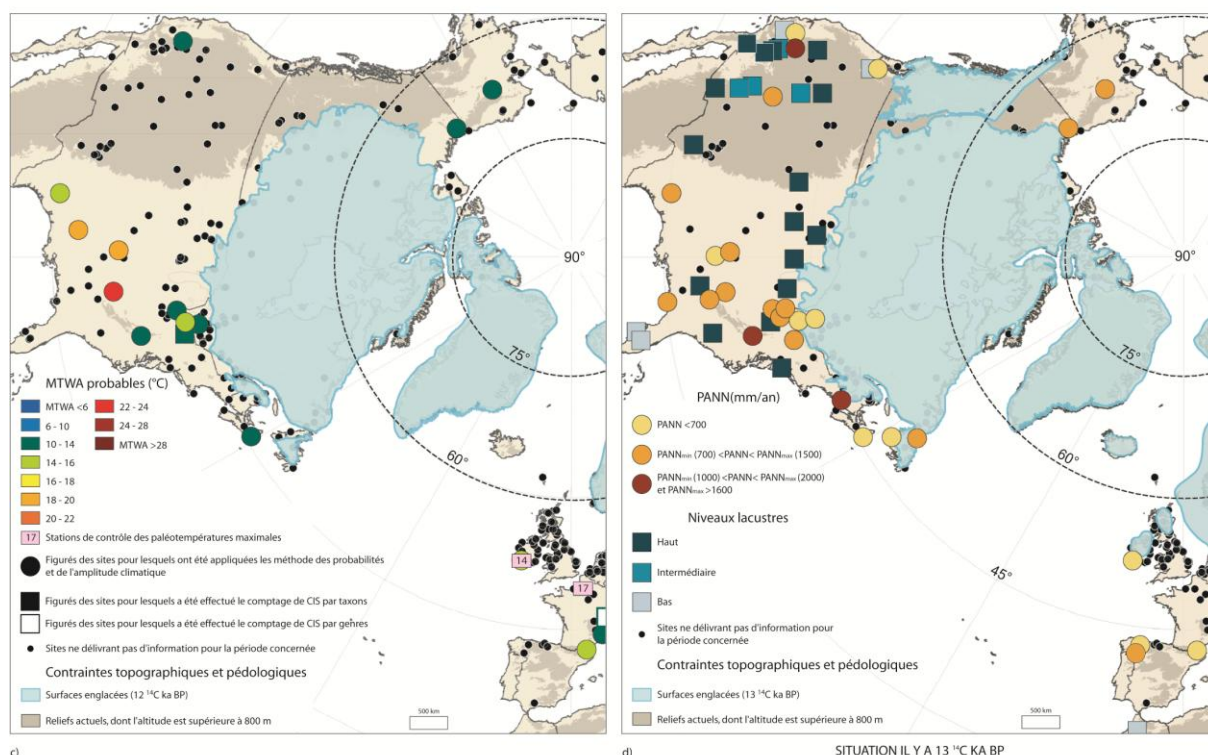 90°
75°
60°
MTWA probables (°C)
MTWA <6
22 - 24
6 - 10
24 - 28
10 - 14
MTWA >28
14 - 16
16 - 18
18 - 20
20 - 22
17 Stations de contrôle des paléotempératures maximales
Figurés des sites pour lesquels ont été appliquées les méthode des probabilités
et de l'amplitude climatique
Figurés des sites pour lesquels a été effectué le comptage de CIS par taxons
Figurés des sites pour lesquels a été effectué le comptage de CIS par genres
Sites ne délivrant pas d'information pour la période concernée
Contraintes topographiques et pédologiques
Surfaces englacées (12 ¹⁴C ka BP)
Reliefs actuels, dont l'altitude est supérieure à 800 m
500 km
14
17
c)
90°
75°
60°
45°
PANN(mm/an)
PANN <700
PANNmin (700) <PANN< PANNmax (1500)
PANNmin (1000) <PANN< PANNmax (2000)
et PANNmax >1600
Niveaux lacustres
Haut
Intermédiaire
Bas
Sites ne délivrant pas d'information pour
la période concernée
Contraintes topographiques et pédologiques
Surfaces englacées (13 ¹⁴C ka BP)
Reliefs actuels, dont l'altitude est supérieure à 800 m
500 km
d)
SITUATION IL Y A 13 ¹⁴C KA BP